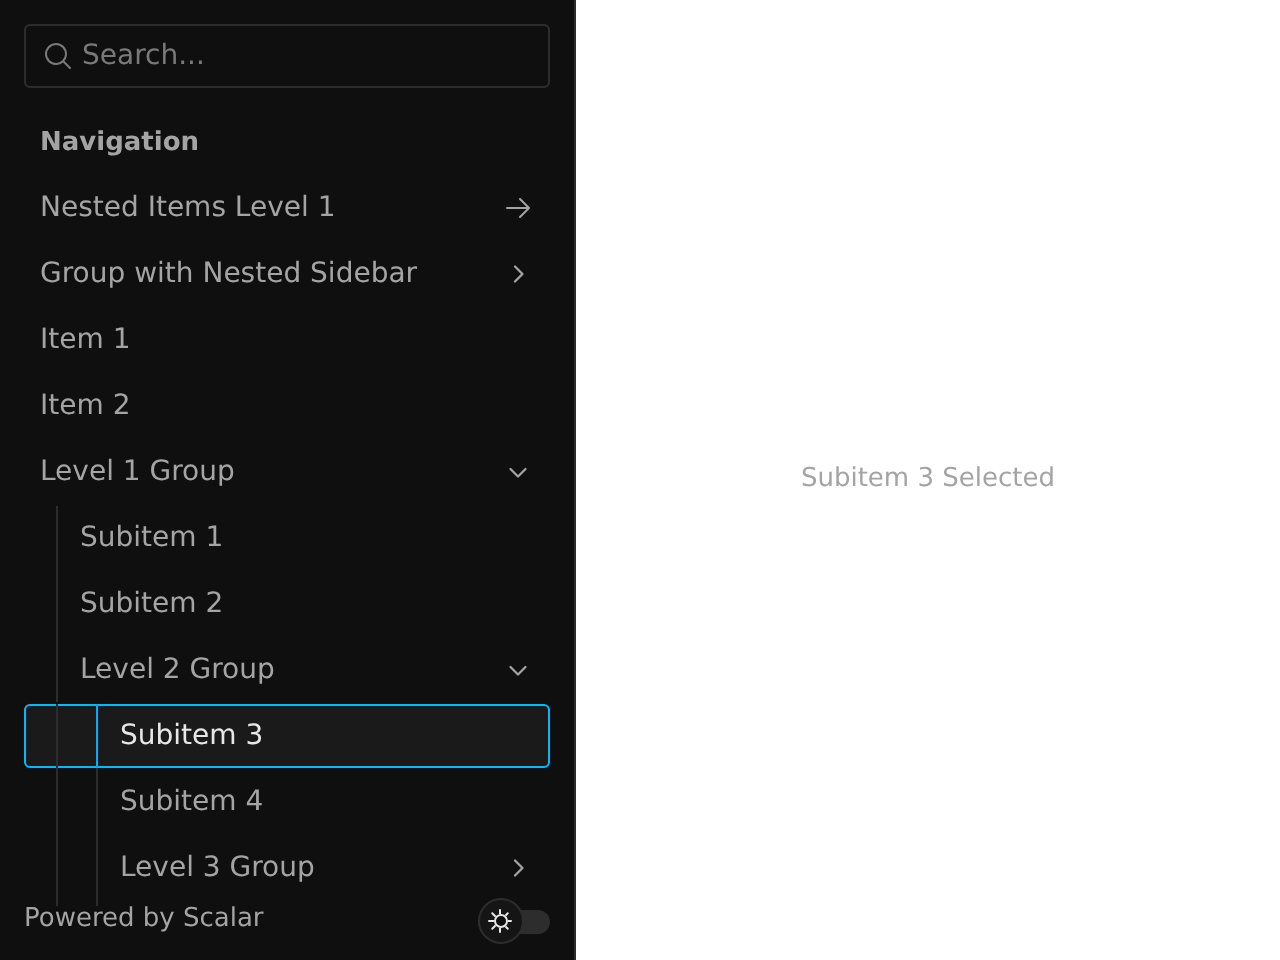 Search...
Navigation
Nested Items Level 1
Group with Nested Sidebar
Item 1
Item 2
Level 1 Group
Subitem 1
Subitem 2
Level 2 Group
Subitem 3
Subitem 4
Level 3 Group
Powered by Scalar
Subitem 3 Selected